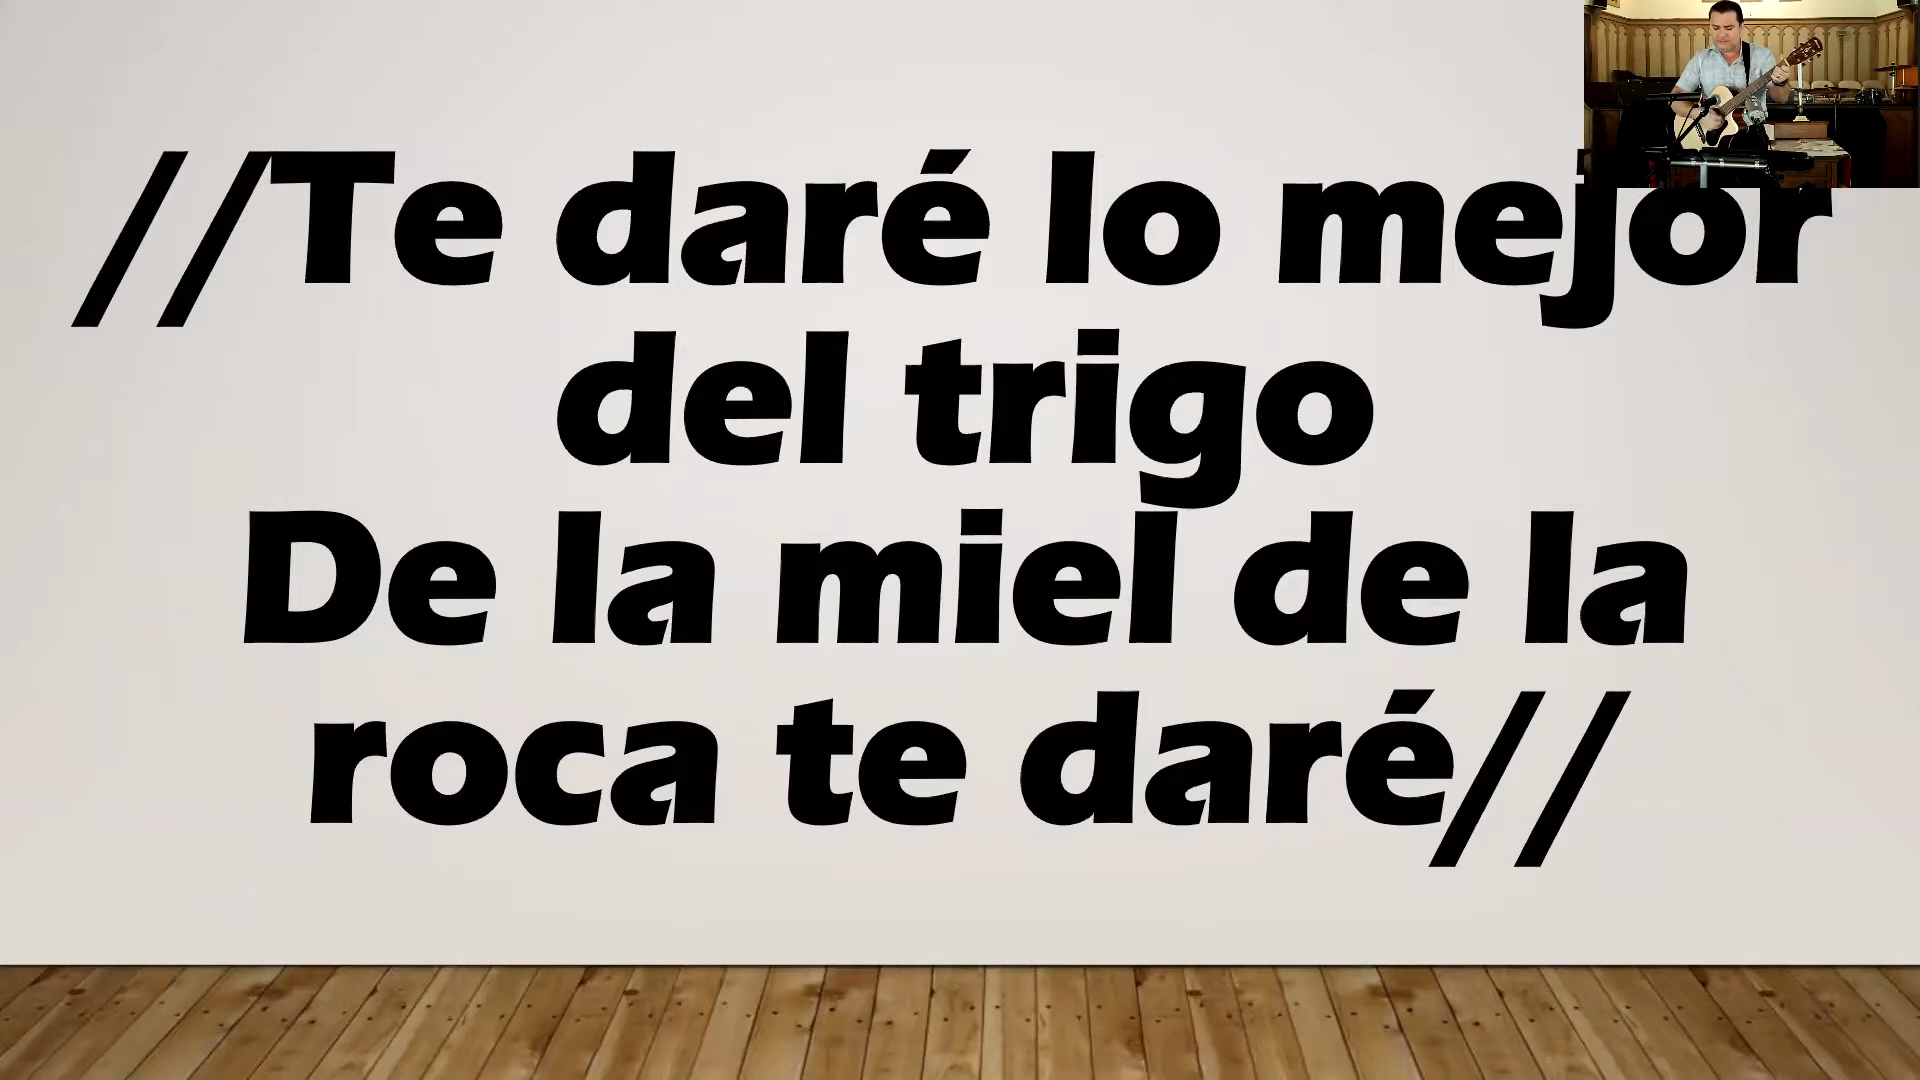 //Te daré lo mejor
del trigo
De la miel de la
roca te daré//